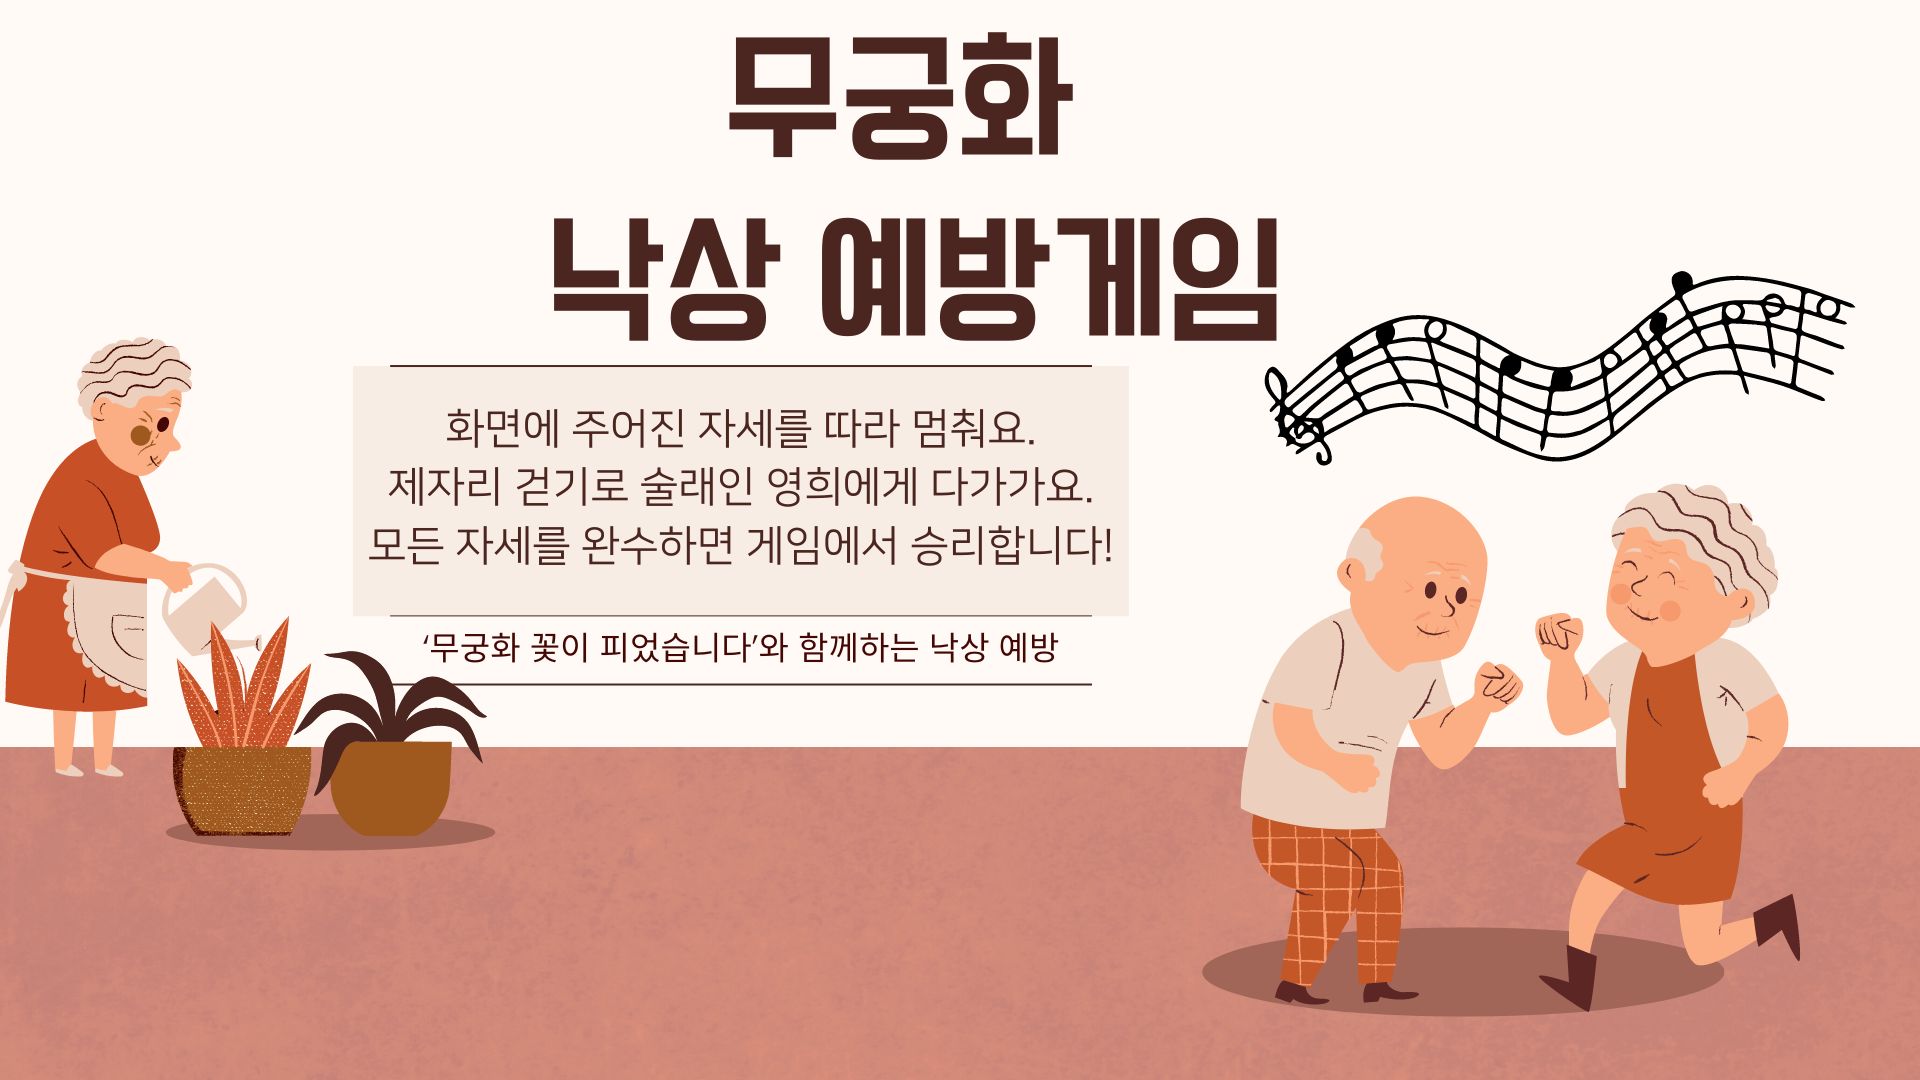 무궁화
낙상 예방게임
화면에 주어진 자세를 따라 멈춰요.
제자리 걷기로 술래인 영희에게 다가가요.
모든 자세를 완수하면 게임에서 승리합니다!
‘무궁화 꽃이 피었습니다’와 함께하는 낙상 예방